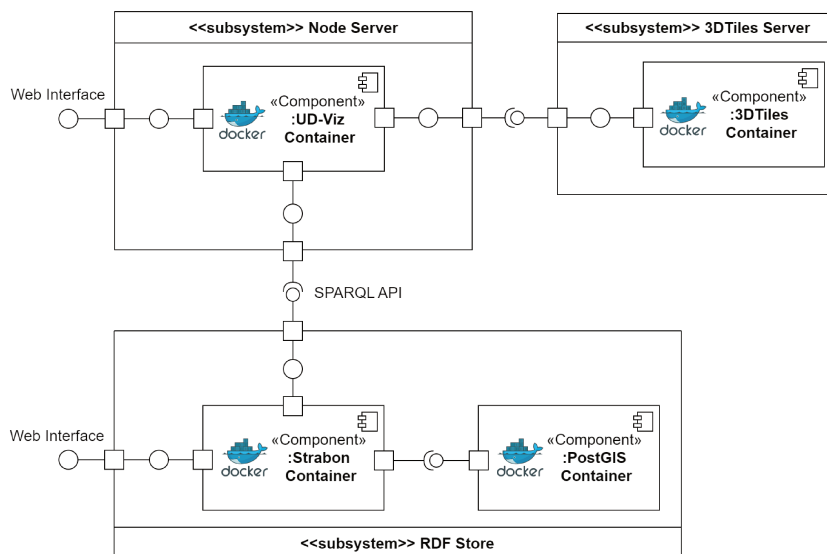 <<subsystem>> Node Server
<<subsystem>> 3DTiles Server
Web Interface
docker
«Component»
:UD-Viz
Container
docker
«Component»
:3DTiles
Container
SPARQL API
Web Interface
docker
«Component»
:Strabon
Container
docker
«Component»
:PostGIS
Container
<<subsystem>> RDF Store